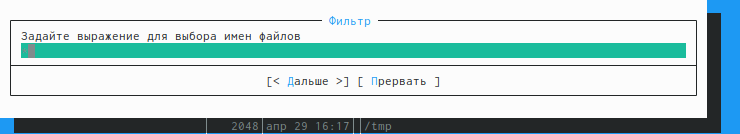 Фильтр
Задайте выражение для выбора имен файлов
[< Дальше >] [ Прервать ]
2048 апр 29 16:17 /tmp